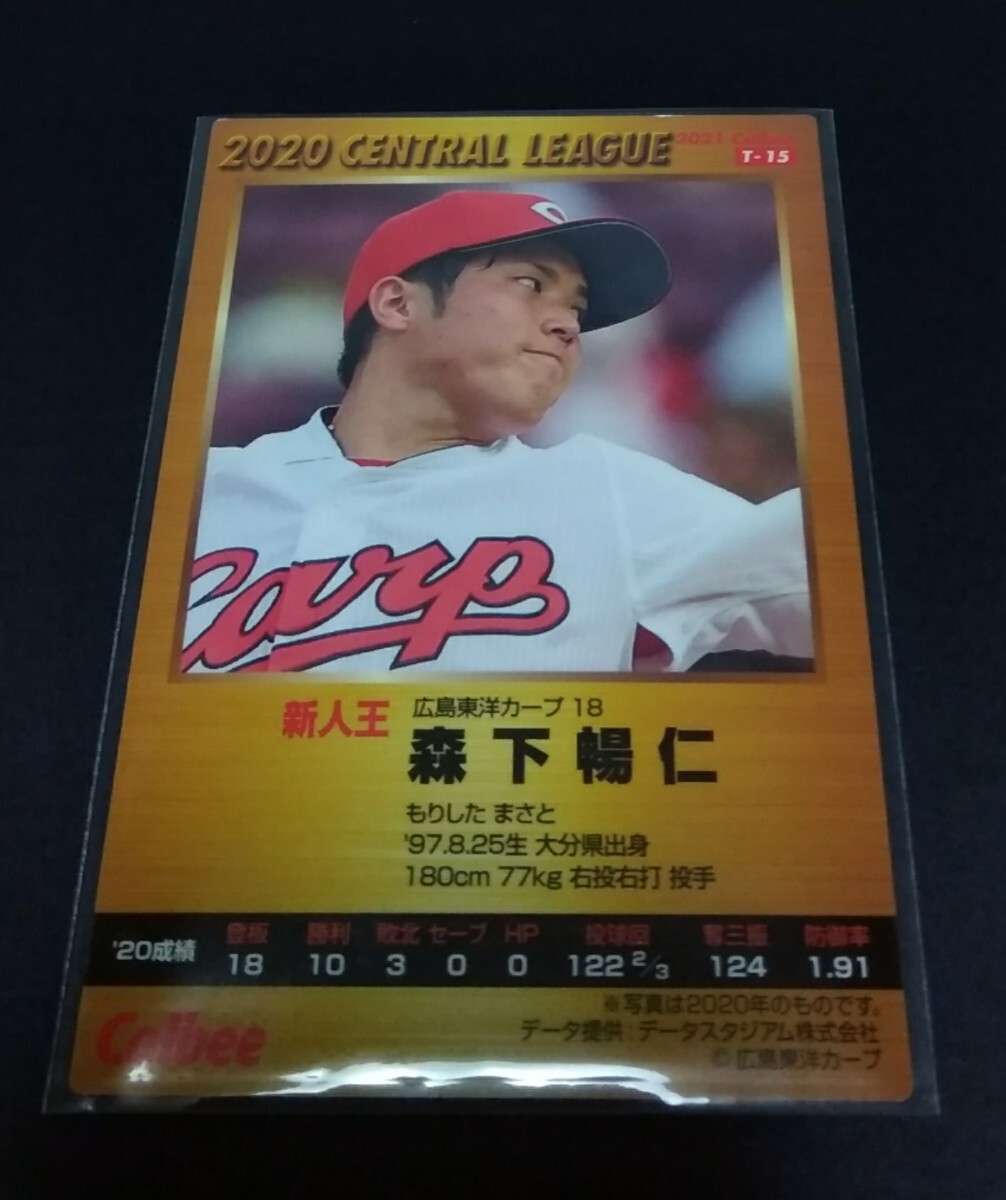 2020 CENTRAL LEAGUE
2021 Calbee
T-15
Carp
新人王
広島東洋カープ 18
森下暢仁
もりした まさと
'97.8.25生 大分県出身
180cm 77kg 右投右打 投手
'20成績 登板 勝利 敗北 セーブ HP 投球回 奪三振 防御率
18 10 3 0 0 122 2/3 124 1.91
※写真は2020年のものです。
データ提供：データスタジアム株式会社
Calbee
© 広島東洋カープ